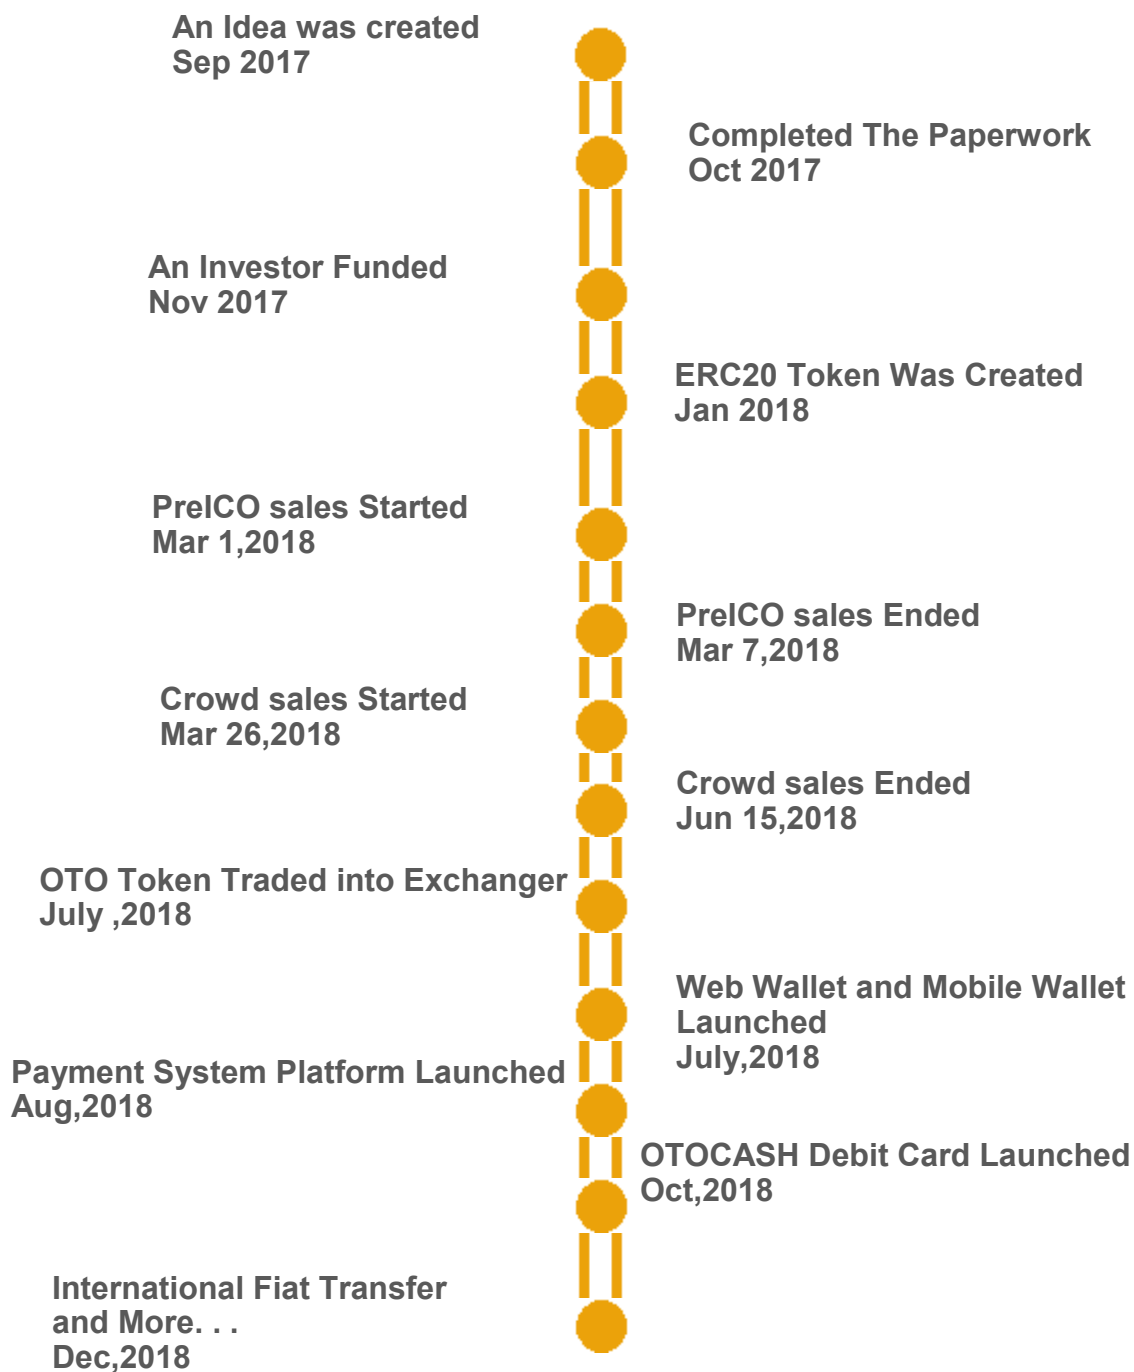 An Idea was created
Sep 2017
Completed The Paperwork
Oct 2017
An Investor Funded
Nov 2017
ERC20 Token Was Created
Jan 2018
PreICO sales Started
Mar 1,2018
PreICO sales Ended
Mar 7,2018
Crowd sales Started
Mar 26,2018
Crowd sales Ended
Jun 15,2018
OTO Token Traded into Exchanger
July ,2018
Web Wallet and Mobile Wallet
Launched
July,2018
Payment System Platform Launched
Aug,2018
OTOCASH Debit Card Launched
Oct,2018
International Fiat Transfer
and More. . .
Dec,2018